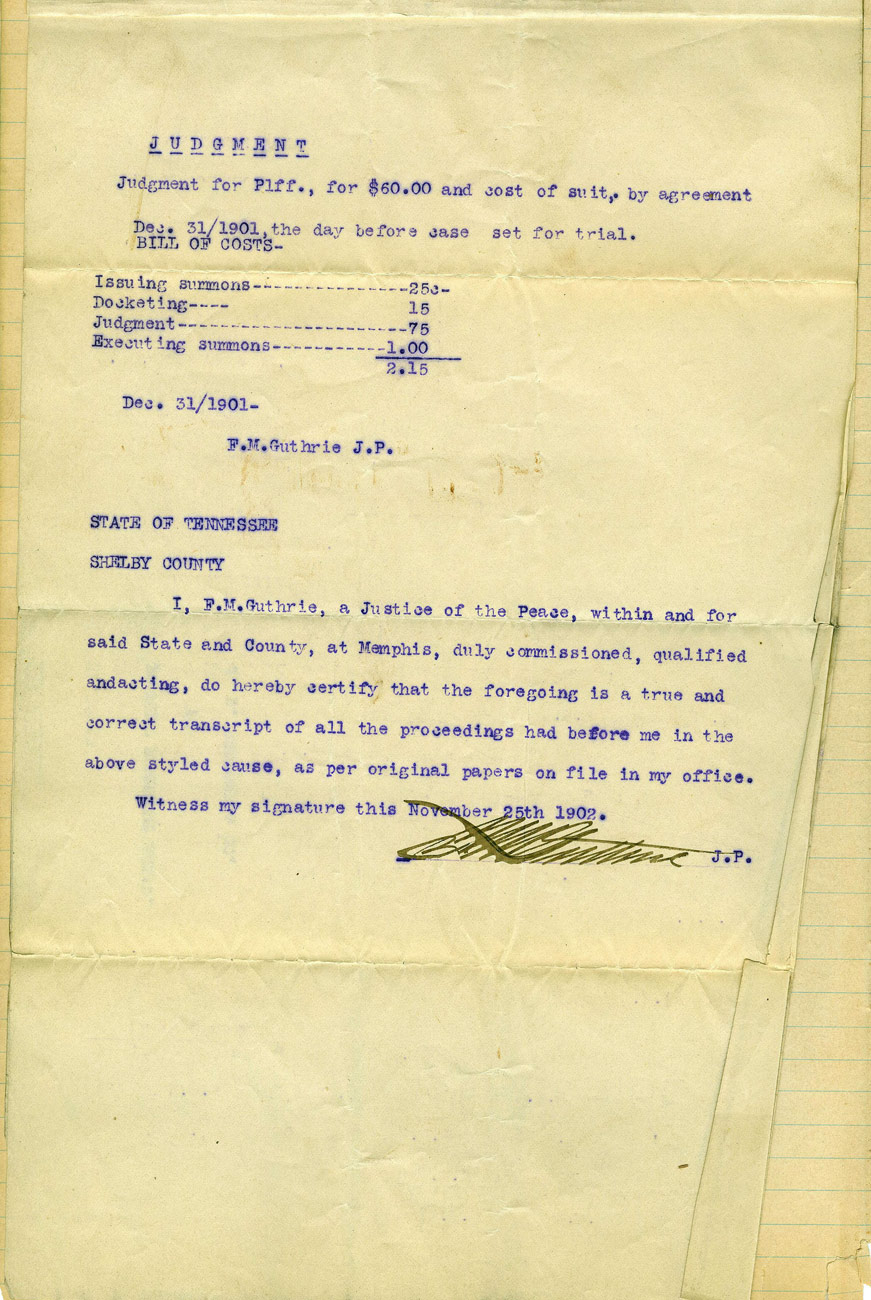 J U D G M E N T
Judgment for Plff., for $60.00 and cost of suit,. by agreement
Dec. 31/1901,the day before case set for trial.
BILL OF COSTS-
Issuing summons---------------25c-
Docketing---- 15
Judgment----------------------75
Executing summons-----------1.00
2.15
Dec. 31/1901-
F.M.Guthrie J.P.
STATE OF TENNESSEE
SHELBY COUNTY
I, F.M.Guthrie, a Justice of the Peace, within and for
said State and County, at Memphis, duly commissioned, qualified
andacting, do hereby certify that the foregoing is a true and
correct transcript of all the proceedings had before me in the
above styled cause, as per original papers on file in my office.
Witness my signature this November 25th 1902.
F.M.Guthrie J.P.